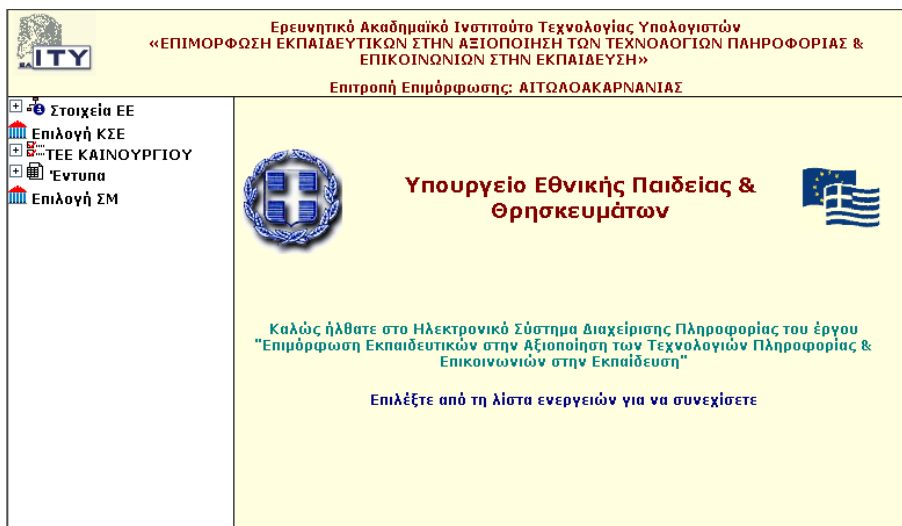 Ερευνητικό Ακαδημαϊκό Ινστιτούτο Τεχνολογίας Υπολογιστών
«ΕΠΙΜΟΡΦΩΣΗ ΕΚΠΑΙΔΕΥΤΙΚΩΝ ΣΤΗΝ ΑΞΙΟΠΟΙΗΣΗ ΤΩΝ ΤΕΧΝΟΛΟΓΙΩΝ ΠΛΗΡΟΦΟΡΙΑΣ &
ΕΠΙΚΟΙΝΩΝΙΩΝ ΣΤΗΝ ΕΚΠΑΙΔΕΥΣΗ»
ΕΑ ΙΤΥ
Επιτροπή Επιμόρφωσης: ΑΙΤΩΛΟΑΚΑΡΝΑΝΙΑΣ
Στοιχεία ΕΕ
Επιλογή ΚΣΕ
ΤΕΕ ΚΑΙΝΟΥΡΓΙΟΥ
Έντυπα
Επιλογή ΣΜ
Υπουργείο Εθνικής Παιδείας &
Θρησκευμάτων
Καλώς ήλθατε στο Ηλεκτρονικό Σύστημα Διαχείρισης Πληροφορίας του έργου
"Επιμόρφωση Εκπαιδευτικών στην Αξιοποίηση των Τεχνολογιών Πληροφορίας &
Επικοινωνιών στην Εκπαίδευση"
Επιλέξτε από τη λίστα ενεργειών για να συνεχίσετε